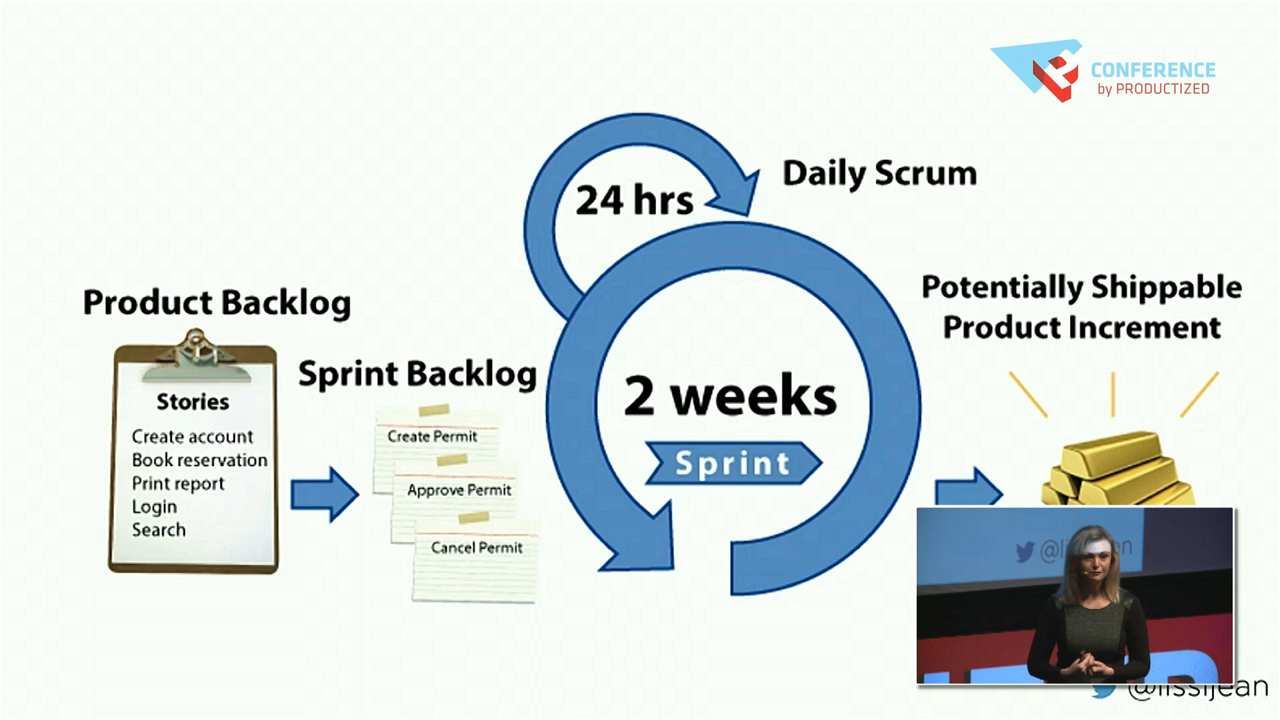 CONFERENCE
by PRODUCTIZED
Daily Scrum
24 hrs
Potentially Shippable
Product Increment
Product Backlog
Sprint Backlog
2 weeks
Sprint
Stories
Create account
Book reservation
Print report
Login
Search
Create Permit
Approve Permit
Cancel Permit
@lissijean